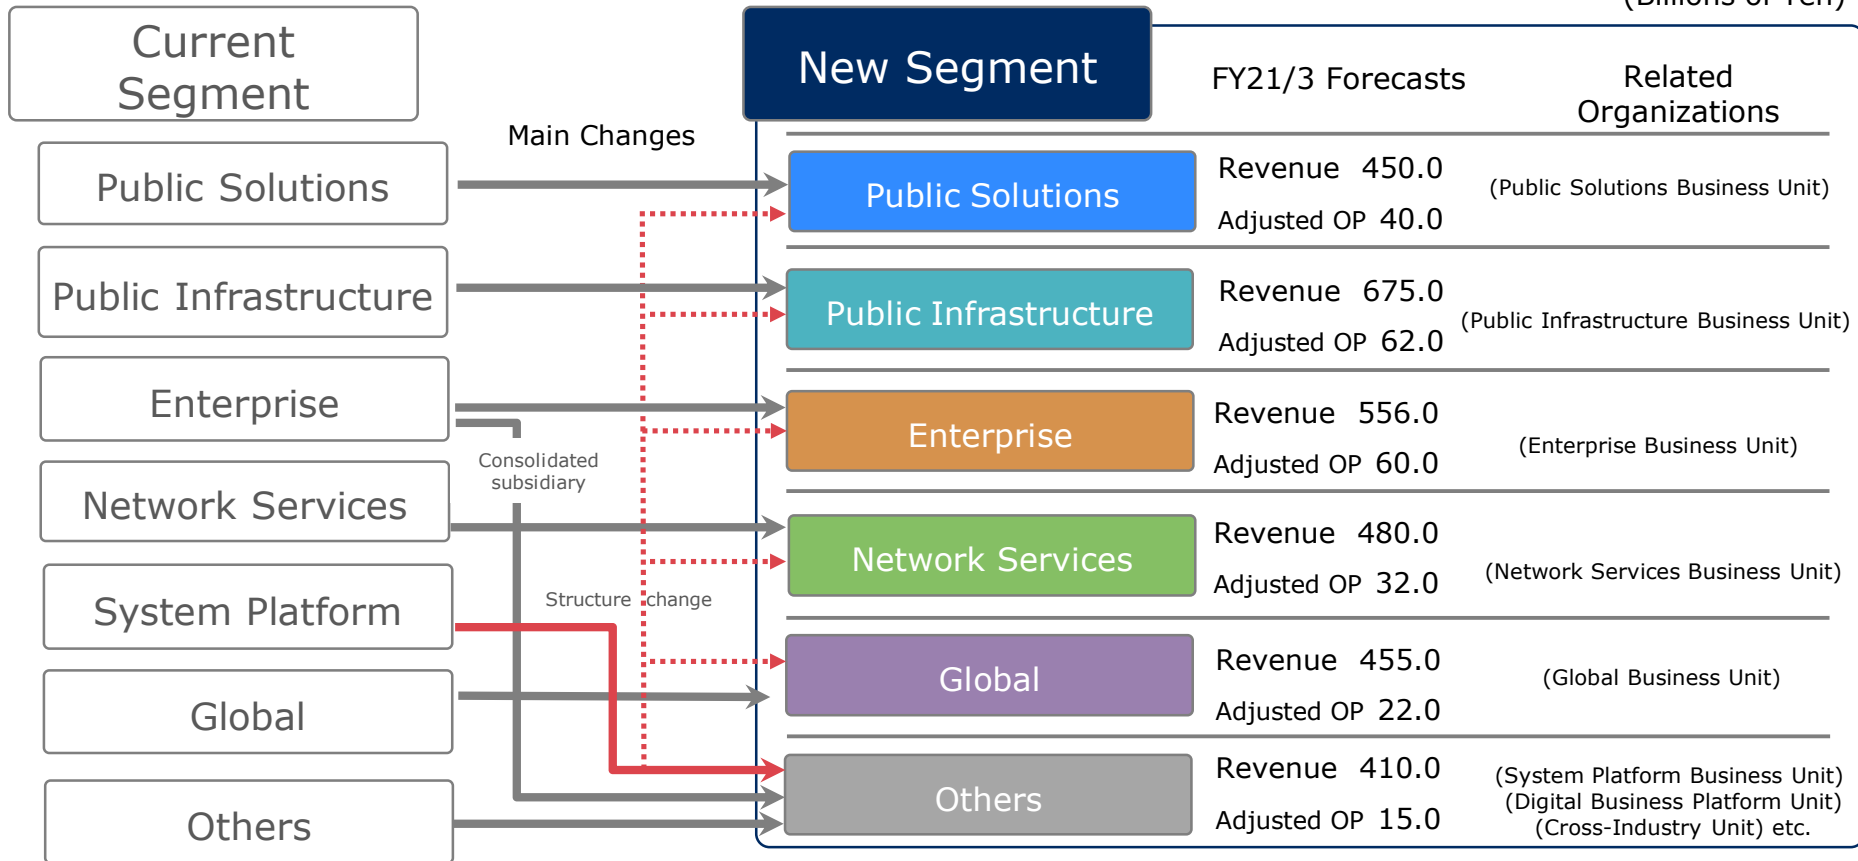 (Billions of Yen)
Current
Segment
New Segment
FY21/3 Forecasts
Related
Organizations
Main Changes
Public Solutions
Public Solutions
Revenue 450.0
Adjusted OP 40.0
(Public Solutions Business Unit)
Public Infrastructure
Public Infrastructure
Revenue 675.0
Adjusted OP 62.0
(Public Infrastructure Business Unit)
Enterprise
Enterprise
Revenue 556.0
Adjusted OP 60.0
(Enterprise Business Unit)
Consolidated
subsidiary
Network Services
Network Services
Revenue 480.0
Adjusted OP 32.0
(Network Services Business Unit)
System Platform
Structure change
Global
Global
Revenue 455.0
Adjusted OP 22.0
(Global Business Unit)
Others
Others
Revenue 410.0
Adjusted OP 15.0
(System Platform Business Unit)
(Digital Business Platform Unit)
(Cross-Industry Unit) etc.